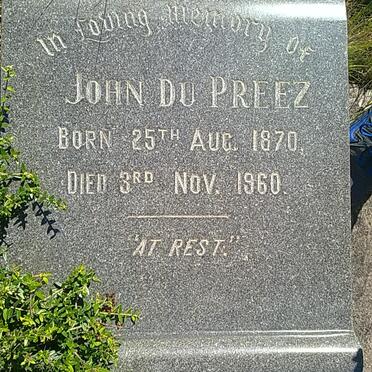 In Loving Memory of
JOHN DU PREEZ
BORN 25TH AUG. 1870.
DIED 3RD NOV. 1960.
"AT REST."